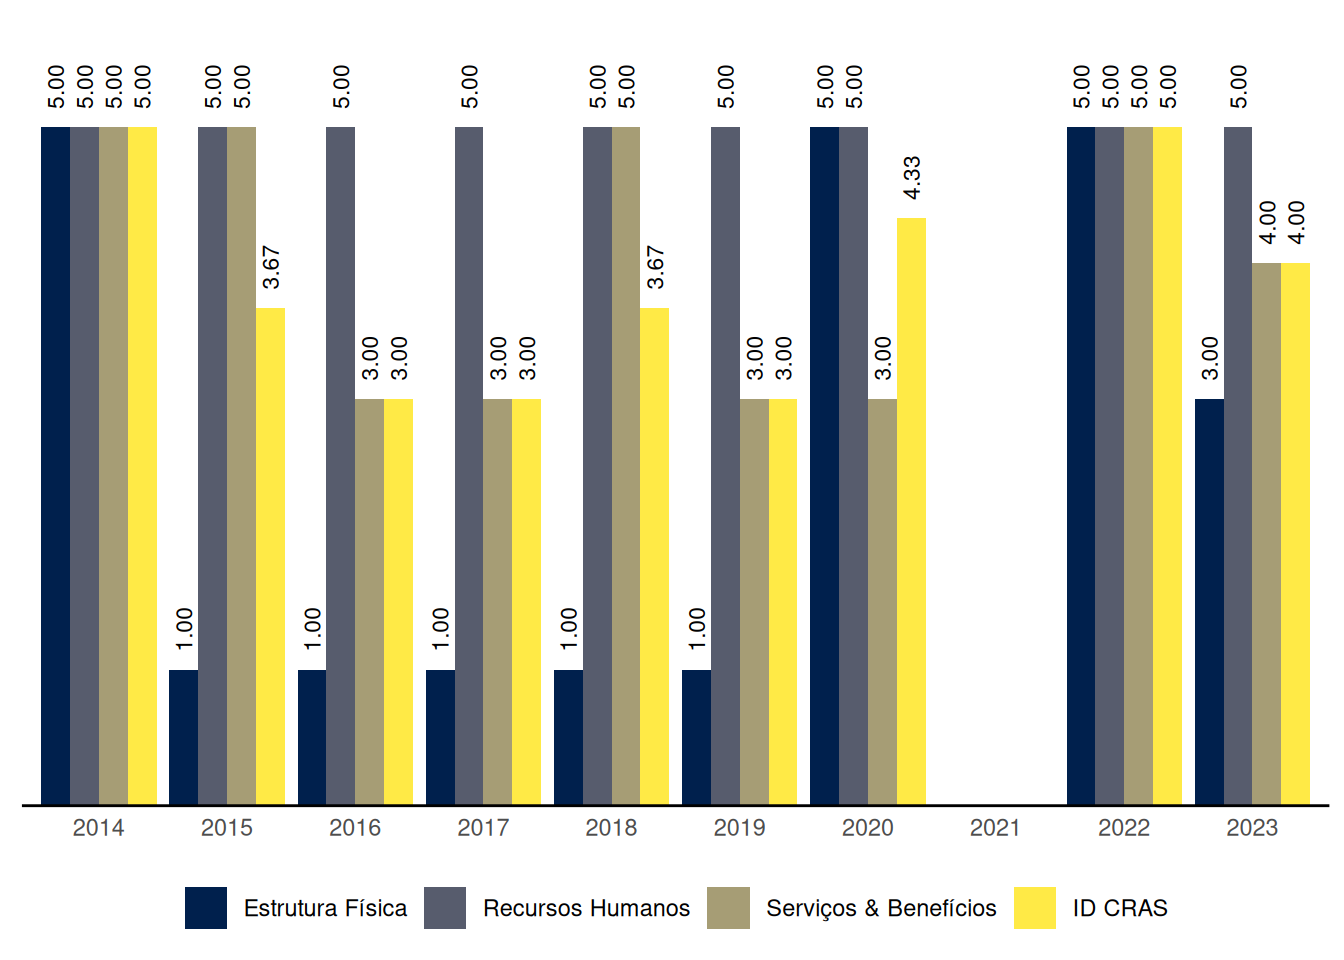 5.00 5.00 5.00 5.00 5.00 5.00 5.00 5.00 5.00 5.00 5.00 5.00 5.00 5.00 5.00 5.00 5.00 5.00
4.33
4.00 4.00
3.67 3.67
3.00 3.00 3.00 3.00 3.00 3.00 3.00 3.00
1.00 1.00 1.00 1.00 1.00
2014 2015 2016 2017 2018 2019 2020 2021 2022 2023
Estrutura Física Recursos Humanos Serviços & Benefícios ID CRAS